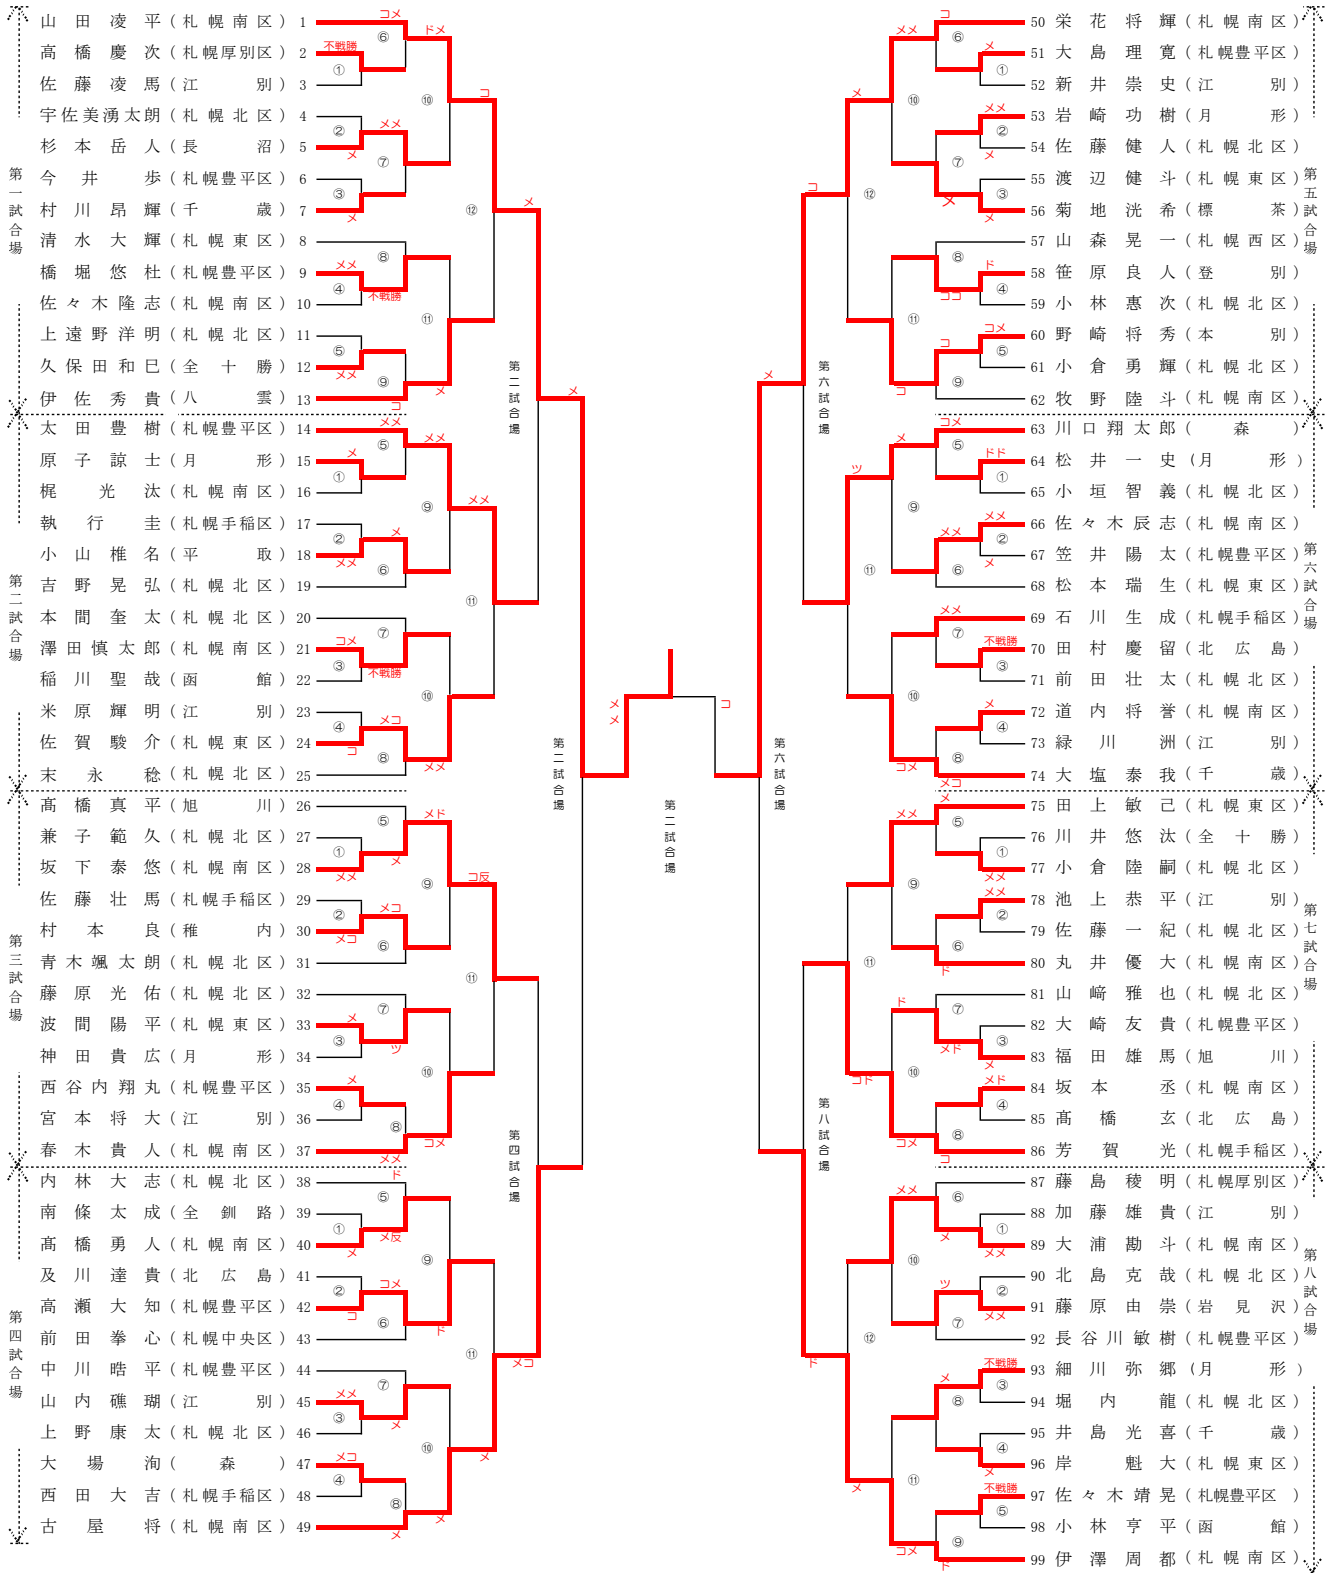 山田凌平(札幌南区) 1
高橋慶次(札幌厚別区) 2
佐藤凌馬(江別) 3
宇佐美湧太朗(札幌北区) 4
杉本岳人(長沼) 5
今井歩(札幌豊平区) 6
村川昂輝(千歳) 7
清水大輝(札幌東区) 8
橋堀悠杜(札幌豊平区) 9
佐々木隆志(札幌南区) 10
上遠野洋明(札幌北区) 11
久保田和巳(全十勝) 12
伊佐秀貴(八雲) 13
太田豊樹(札幌豊平区) 14
原子諒士(月形) 15
梶光汰(札幌南区) 16
執行圭(札幌手稲区) 17
小山椎名(平取) 18
吉野晃弘(札幌北区) 19
本間奎太(札幌北区) 20
澤田慎太郎(札幌南区) 21
稲川聖哉(函館) 22
米原輝明(江別) 23
佐賀駿介(札幌東区) 24
末永稔(札幌北区) 25
髙橋真平(旭川) 26
兼子範久(札幌北区) 27
坂下泰悠(札幌南区) 28
佐藤壮馬(札幌手稲区) 29
村本良(稚内) 30
青木颯太朗(札幌北区) 31
藤原光佑(札幌北区) 32
波間陽平(札幌東区) 33
神田貴広(月形) 34
西谷内翔丸(札幌豊平区) 35
宮本将大(江別) 36
春木貴人(札幌南区) 37
内林大志(札幌北区) 38
南條太成(全釧路) 39
髙橋勇人(札幌南区) 40
及川達貴(北広島) 41
高瀬大知(札幌豊平区) 42
前田拳心(札幌中央区) 43
中川晧平(札幌豊平区) 44
山内礁瑚(江別) 45
上野康太(札幌北区) 46
大場洵(森) 47
西田大吉(札幌手稲区) 48
古屋将(札幌南区) 49
第一試合場
第二試合場
第三試合場
第四試合場
第二試合場
第四試合場
第二試合場
第二試合場
第六試合場
第六試合場
第八試合場
50 栄花将輝(札幌南区)
51 大島理寛(札幌豊平区)
52 新井崇史(江別)
53 岩崎功樹(月形)
54 佐藤健人(札幌北区)
55 渡辺健斗(札幌東区)
56 菊地洸希(標茶)
57 山森晃一(札幌西区)
58 笹原良人(登別)
59 小林惠次(札幌北区)
60 野崎将秀(本別)
61 小倉勇輝(札幌北区)
62 牧野陸斗(札幌南区)
63 川口翔太郎(森)
64 松井一史(月形)
65 小垣智義(札幌北区)
66 佐々木辰志(札幌南区)
67 笠井陽太(札幌豊平区)
68 松本瑞生(札幌東区)
69 石川生成(札幌手稲区)
70 田村慶留(北広島)
71 前田壮太(札幌北区)
72 道内将誉(札幌南区)
73 緑川洲(江別)
74 大塩泰我(千歳)
75 田上敏己(札幌東区)
76 川井悠汰(全十勝)
77 小倉陸嗣(札幌北区)
78 池上恭平(江別)
79 佐藤一紀(札幌北区)
80 丸井優大(札幌南区)
81 山﨑雅也(札幌北区)
82 大崎友貴(札幌豊平区)
83 福田雄馬(旭川)
84 坂本丞(札幌南区)
85 髙橋玄(北広島)
86 芳賀光(札幌手稲区)
87 藤島稜明(札幌厚別区)
88 加藤雄貴(江別)
89 大浦勘斗(札幌南区)
90 北島克哉(札幌北区)
91 藤原由崇(岩見沢)
92 長谷川敏樹(札幌豊平区)
93 細川弥郷(月形)
94 堀内龍(札幌北区)
95 井島光喜(千歳)
96 岸魁大(札幌東区)
97 佐々木靖晃(札幌豊平区)
98 小林亨平(函館)
99 伊澤周都(札幌南区)
第五試合場
第六試合場
第七試合場
第八試合場